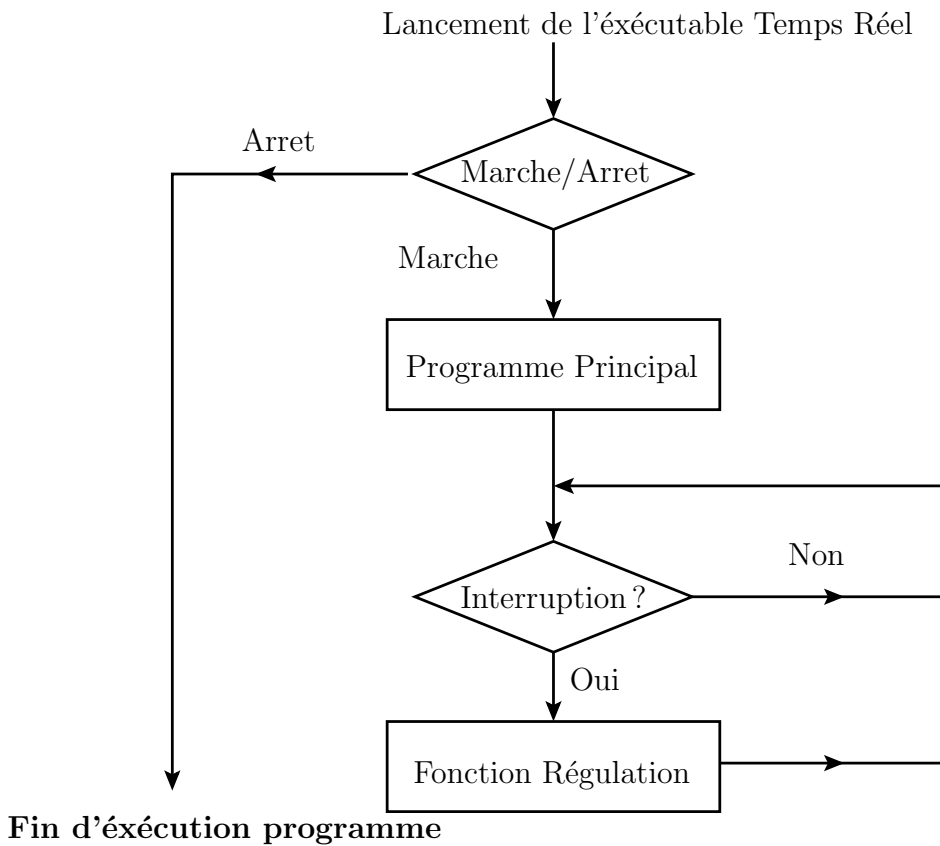 Lancement de l'éxécutable Temps Réel
Arret
Marche/Arret
Marche
Programme Principal
Non
Interruption ?
Oui
Fonction Régulation
Fin d'éxécution programme